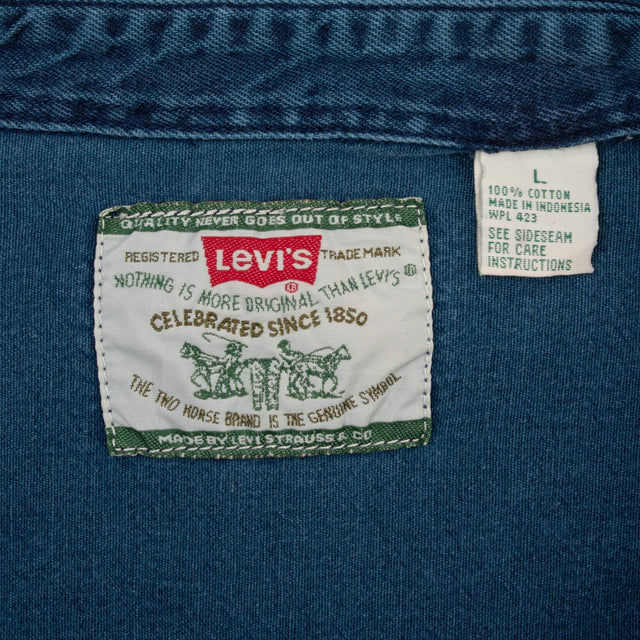 QUALITY NEVER GOES OUT OF STYLE
REGISTERED TRADEMARK
LEVI'S ®
NOTHING IS MORE ORIGINAL THAN LEVI'S ®
CELEBRATED SINCE 1850
THE TWO HORSE BRAND IS THE GENUINE SYMBOL
MADE BY LEVI STRAUSS & CO
L
100% COTTON
MADE IN INDONESIA
WPL 423
SEE SIDESEAM
FOR CARE
INSTRUCTIONS